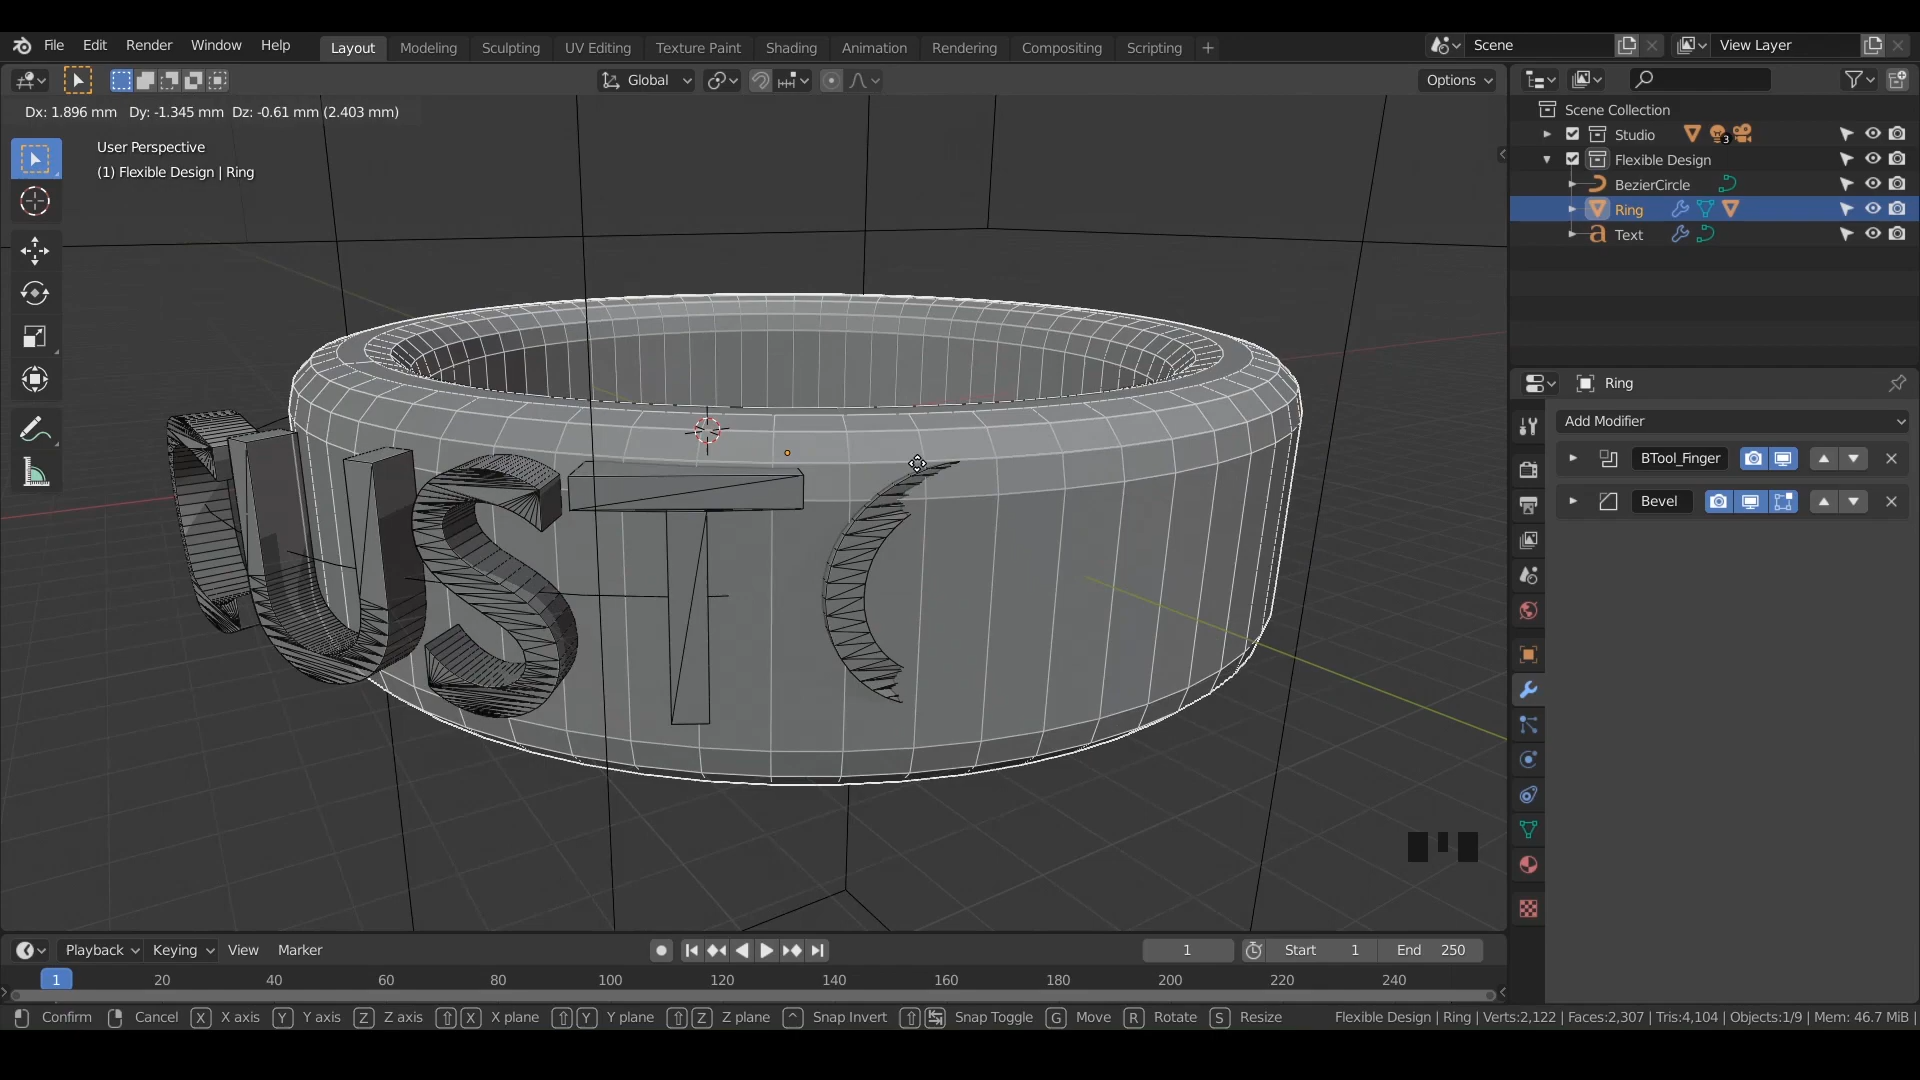 File Edit Render Window Help Layout Modeling Sculpting UV Editing Texture Paint Shading Animation Rendering Compositing Scripting + Scene View Layer
Global Options
Dx: 1.896 mm Dy: -1.345 mm Dz: -0.61 mm (2.403 mm)
User Perspective
(1) Flexible Design | Ring
Scene Collection
Studio 3
Flexible Design
BezierCircle
Ring
Text
Ring
Add Modifier
BTool_Finger
Bevel
UST
Playback Keying View Marker 1 Start 1 End 250
1 20 40 60 80 100 120 140 160 180 200 220 240
Confirm Cancel X X axis Y Y axis Z Z axis X X plane Y Y plane Z Z plane ^ Snap Invert Snap Toggle G Move R Rotate S Resize Flexible Design | Ring | Verts:2,122 | Faces:2,307 | Tris:4,104 | Objects:1/9 | Mem: 46.7 MiB |